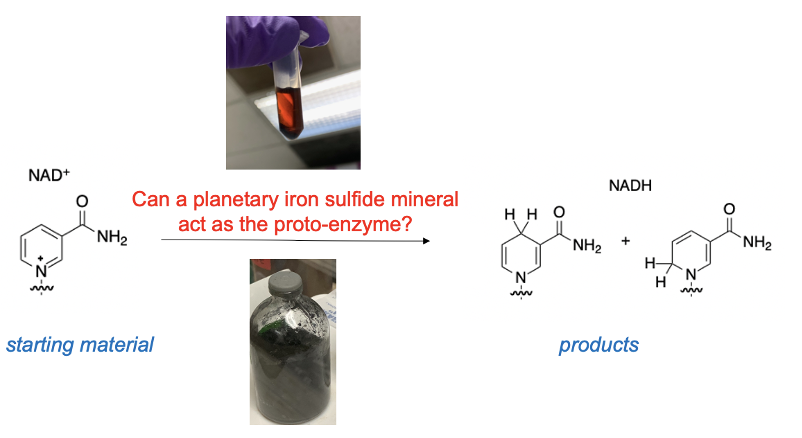 NAD+
O
NH2
+
N
starting material
Can a planetary iron sulfide mineral
act as the proto-enzyme?
NADH
H H O
NH2
N
+
O
NH2
H
H
N
products